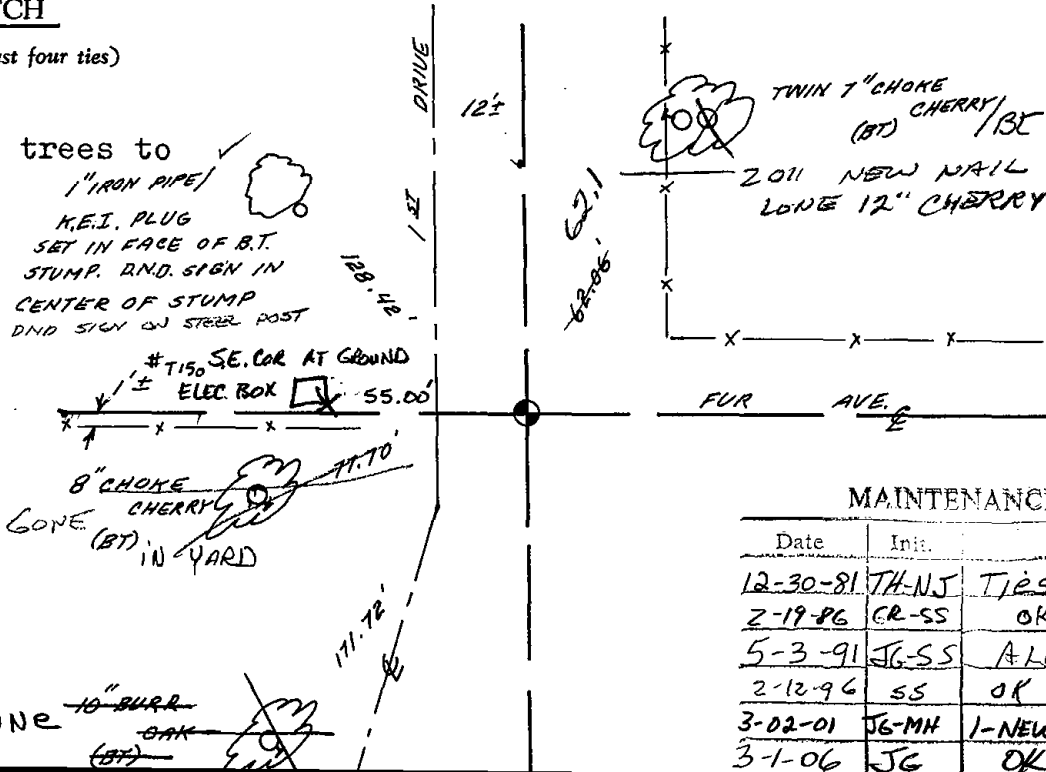 TCH
ast four ties)
DRIVE
1 ST
12'±
TWIN 7" CHOKE
CHERRY/BT
(BT)
2011 NEW NAIL
LONE 12" CHERRY
trees to
1" IRON PIPE/
K.E.I. PLUG
SET IN FACE OF B.T.
STUMP. D.N.D. SIGN IN
CENTER OF STUMP
DND SIGN ON STEEL POST
128.42'
62.1
62.06'
#T150 S.E. COR AT GROUND
ELEC. BOX
55.00'
1'±
FUR AVE. ℄
77.70'
8" CHOKE
CHERRY
GONE
(BT)
IN YARD
171.72'
℄
NE
10" BURR
OAK
(BT)
MAINTENANC
Date Init.
12-30-81 TH-NJ Ties
2-19-86 CR-SS OK
5-3-91 JG-SS AL
2-12-96 SS OK
3-02-01 JG-MH 1-NEW
3-1-06 JG OK